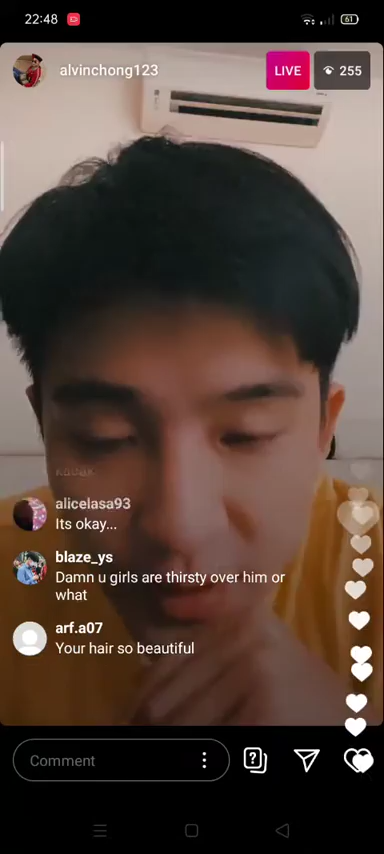 22:48
61
alvinchong123
LIVE
255
alicelasa93
Its okay...
blaze_ys
Damn u girls are thirsty over him or
what
arf.a07
Your hair so beautiful
Comment